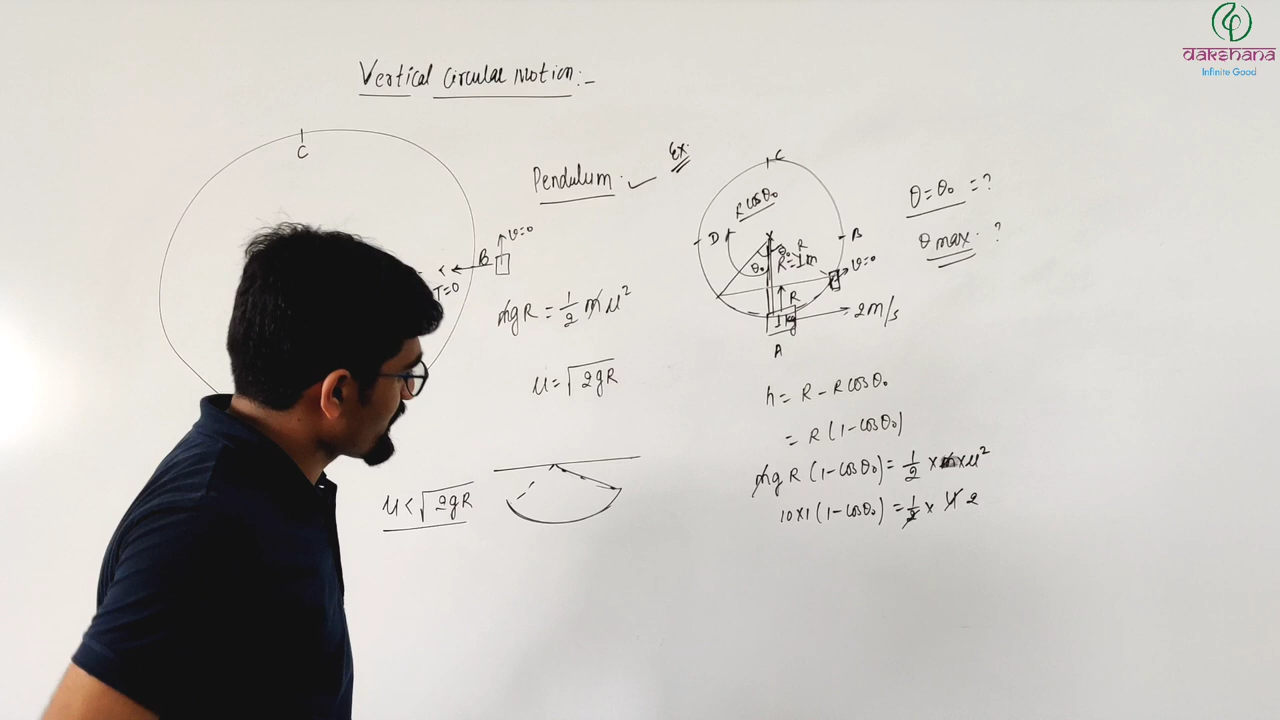 dakshana
Infinite Good
Vertical Circular Motion:-
C
Pendulum. ✓
Ex.
B
v=0
T=0
mgR = 1/2 mu²
u = √2gR
u < √2gR
C
R cosθ₀
D
B
θ₀
θ₀
R
R=1m
v=0
R
1kg
2m/s
A
θ=θ₀ =?
θmax. ?
h = R - R cosθ₀
= R (1-cosθ₀)
mgR (1-cosθ₀) = 1/2 × m × u²
10×1 (1-cosθ₀) = 1/2 × 4 2